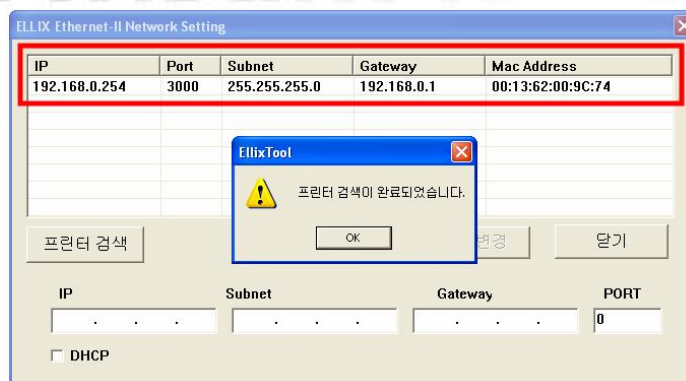 ELLIX Ethernet-II Network Setting
IP Port Subnet Gateway Mac Address
192.168.0.254 3000 255.255.255.0 192.168.0.1 00:13:62:00:9C:74
EllixTool
프린터 검색이 완료되었습니다.
OK
프린터 검색 변경 닫기
IP Subnet Gateway PORT
. . . . . . . . . 0
DHCP